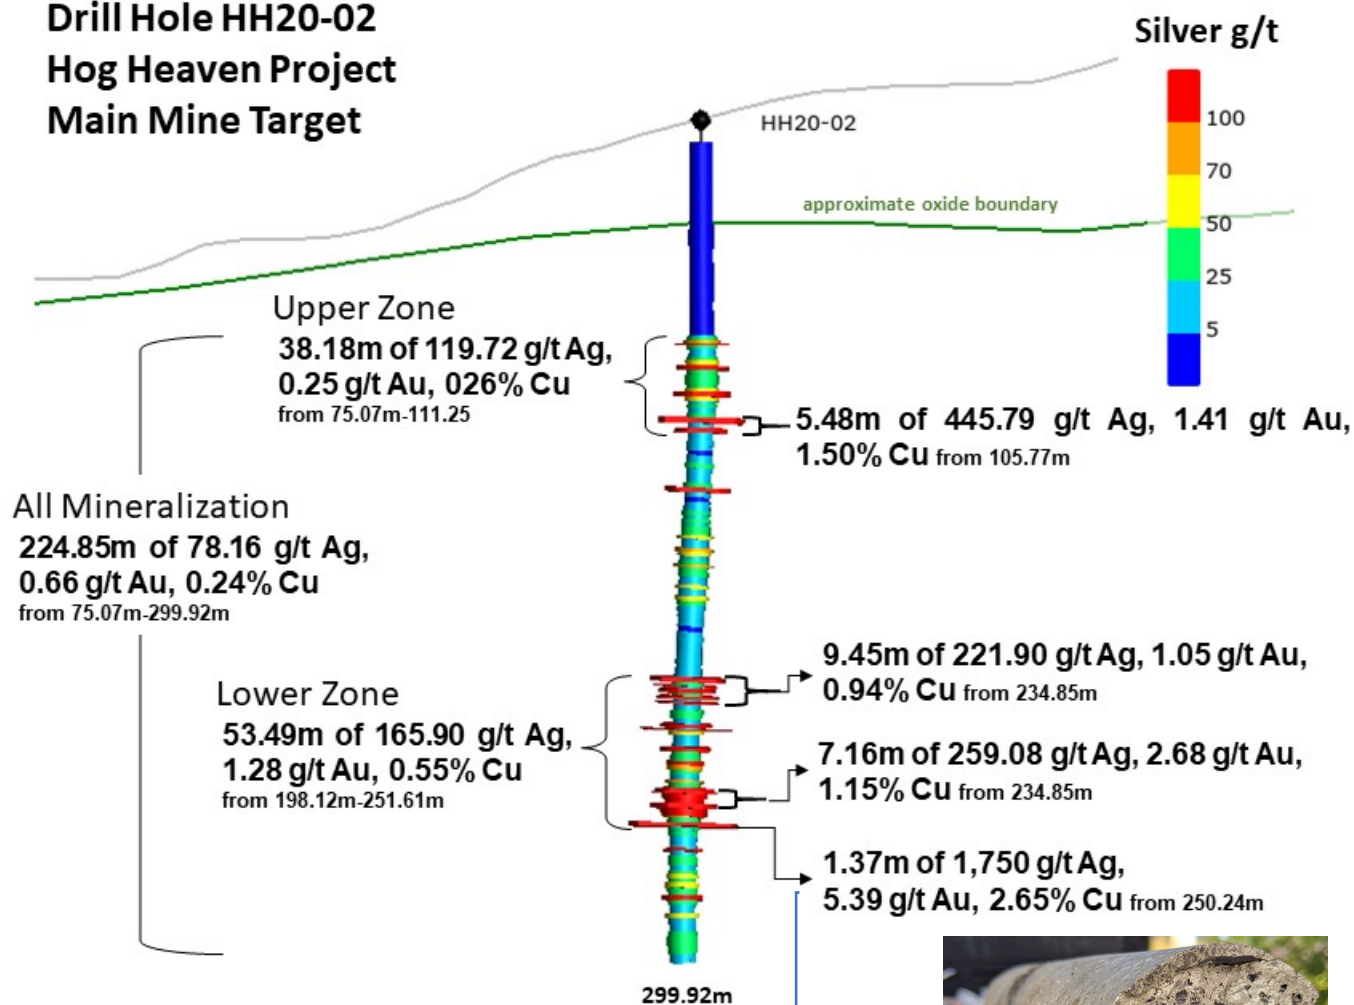 Drill Hole HH20-02
Hog Heaven Project
Main Mine Target
Silver g/t
100
70
50
25
5
HH20-02
approximate oxide boundary
Upper Zone
38.18m of 119.72 g/t Ag,
0.25 g/t Au, 026% Cu
from 75.07m-111.25
5.48m of 445.79 g/t Ag, 1.41 g/t Au,
1.50% Cu from 105.77m
All Mineralization
224.85m of 78.16 g/t Ag,
0.66 g/t Au, 0.24% Cu
from 75.07m-299.92m
9.45m of 221.90 g/t Ag, 1.05 g/t Au,
0.94% Cu from 234.85m
Lower Zone
53.49m of 165.90 g/t Ag,
1.28 g/t Au, 0.55% Cu
from 198.12m-251.61m
7.16m of 259.08 g/t Ag, 2.68 g/t Au,
1.15% Cu from 234.85m
1.37m of 1,750 g/t Ag,
5.39 g/t Au, 2.65% Cu from 250.24m
299.92m